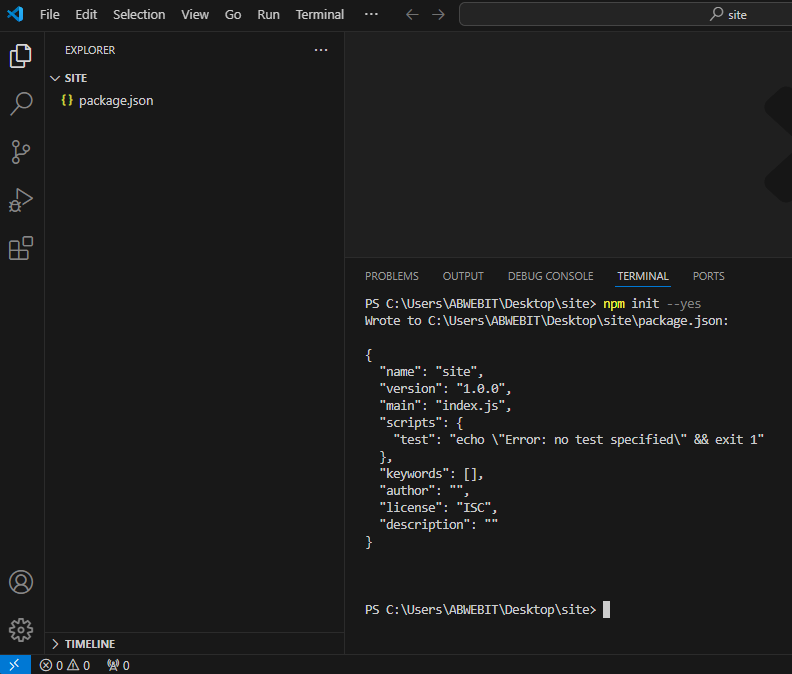 File Edit Selection View Go Run Terminal ··· site
EXPLORER ···
SITE
{} package.json
PROBLEMS OUTPUT DEBUG CONSOLE TERMINAL PORTS
PS C:\Users\ABWEBIT\Desktop\site> npm init --yes
Wrote to C:\Users\ABWEBIT\Desktop\site\package.json:
{
  "name": "site",
  "version": "1.0.0",
  "main": "index.js",
  "scripts": {
    "test": "echo \"Error: no test specified\" && exit 1"
  },
  "keywords": [],
  "author": "",
  "license": "ISC",
  "description": ""
}
PS C:\Users\ABWEBIT\Desktop\site>
TIMELINE
0 0 0